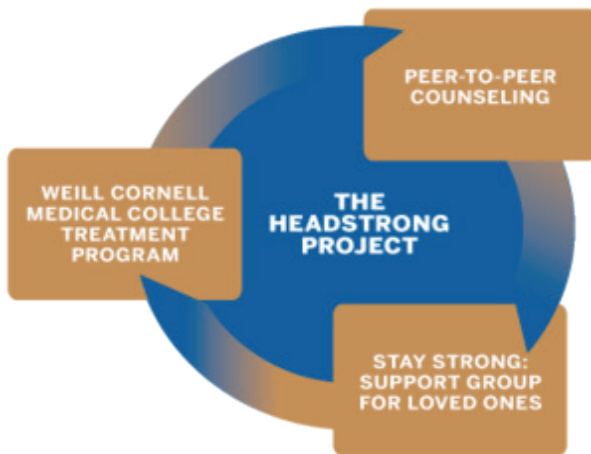 PEER-TO-PEER
COUNSELING
WEILL CORNELL
MEDICAL COLLEGE
TREATMENT
PROGRAM
THE
HEADSTRONG
PROJECT
STAY STRONG:
SUPPORT GROUP
FOR LOVED ONES